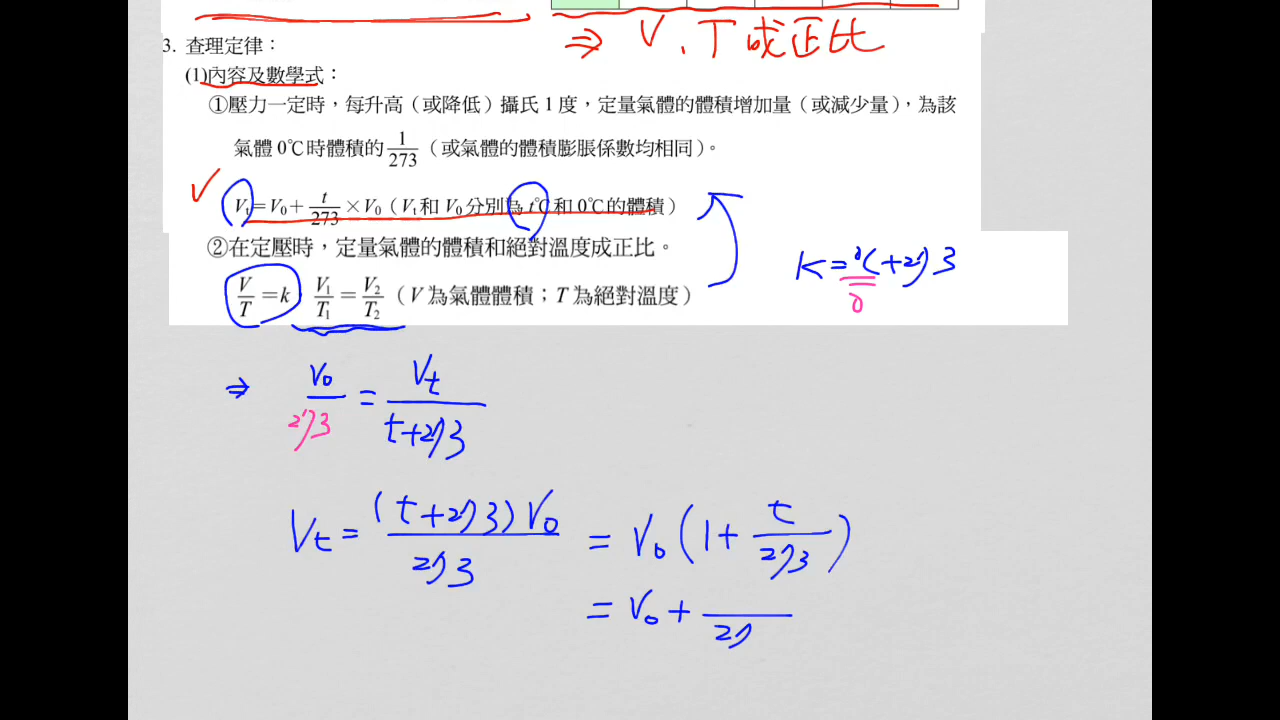 ⇒ V、T 成正比
3. 查理定律：
(1)內容及數學式：
①壓力一定時，每升高（或降低）攝氏 1 度，定量氣體的體積增加量（或減少量），為該
氣體 0℃時體積的 1/273（或氣體的體積膨脹係數均相同）。
✓ Vt=V0+t/273×V0（Vt和 V0分別為 t℃和 0℃的體積）
②在定壓時，定量氣體的體積和絕對溫度成正比。
K=℃+273
0
V/T=k V1/T1=V2/T2（V為氣體體積；T為絕對溫度）
⇒ V0/273 = Vt/(t+273)
Vt = (t+273)V0/273 = V0(1+t/273)
= V0 + /27